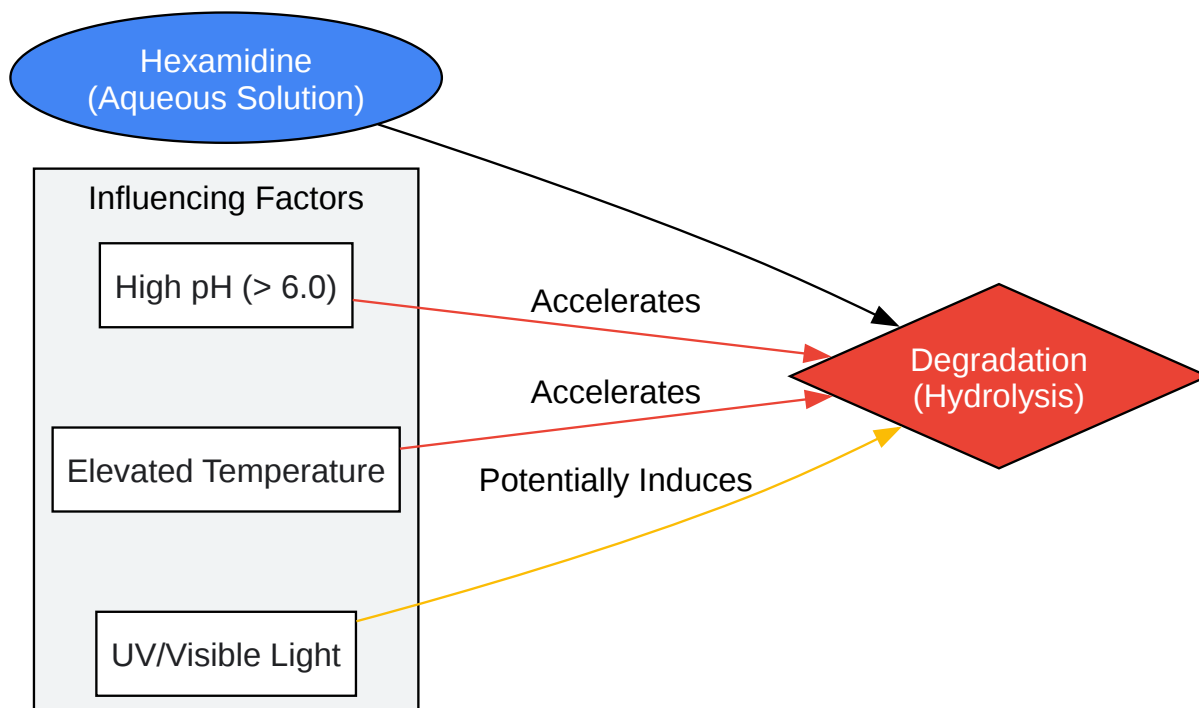 Hexamidine
(Aqueous Solution)
Influencing Factors
High pH (> 6.0)
Accelerates
Degradation
(Hydrolysis)
Accelerates
Elevated Temperature
Potentially Induces
UV/Visible Light